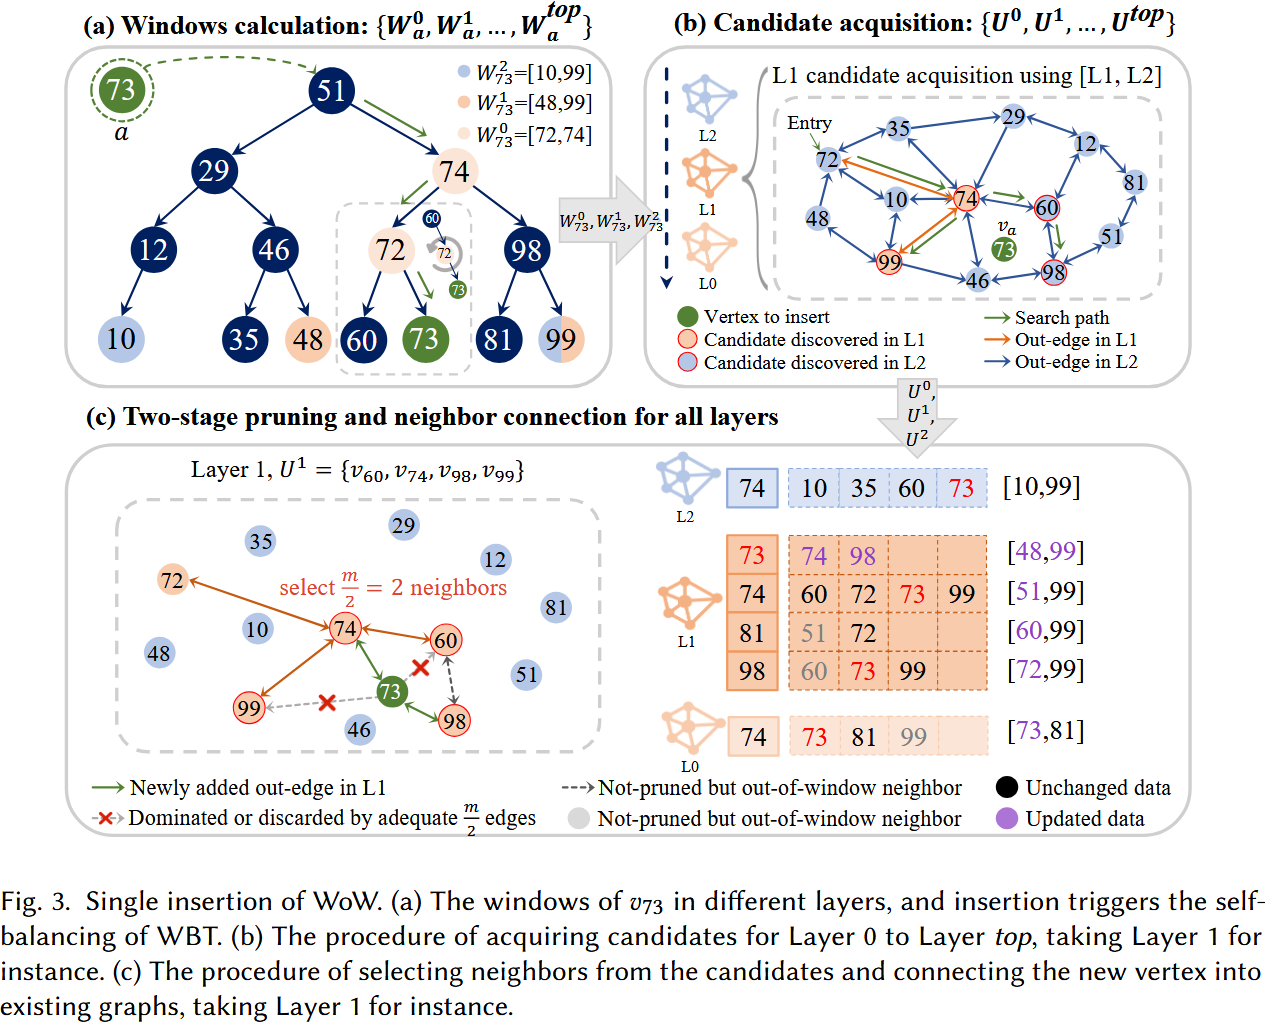 (a) Windows calculation: {W_a^0, W_a^1, ..., W_a^top}
73
a
51
W_73^2=[10,99]
W_73^1=[48,99]
W_73^0=[72,74]
29
74
12
46
72
98
60
72
73
10
35
48
60
73
81
99
W_73^0, W_73^1, W_73^2
(b) Candidate acquisition: {U^0, U^1, ..., U^top}
L1 candidate acquisition using [L1, L2]
L2
L1
L0
Entry
35
29
12
72
81
10
74
60
48
v_a
73
51
99
46
98
Vertex to insert
Candidate discovered in L1
Candidate discovered in L2
Search path
Out-edge in L1
Out-edge in L2
U^0,
U^1,
U^2
(c) Two-stage pruning and neighbor connection for all layers
Layer 1, U^1 = {v_60, v_74, v_98, v_99}
29
35
12
72
select m/2 = 2 neighbors
81
10
74
60
48
51
73
99
98
46
L2
74 10 35 60 73 [10,99]
L1
73 74 98 [48,99]
74 60 72 73 99 [51,99]
81 51 72 [60,99]
98 60 73 99 [72,99]
L0
74 73 81 99 [73,81]
Newly added out-edge in L1
Not-pruned but out-of-window neighbor
Unchanged data
Dominated or discarded by adequate m/2 edges
Not-pruned but out-of-window neighbor
Updated data
Fig. 3. Single insertion of WoW. (a) The windows of v_73 in different layers, and insertion triggers the self-
balancing of WBT. (b) The procedure of acquiring candidates for Layer 0 to Layer top, taking Layer 1 for
instance. (c) The procedure of selecting neighbors from the candidates and connecting the new vertex into
existing graphs, taking Layer 1 for instance.